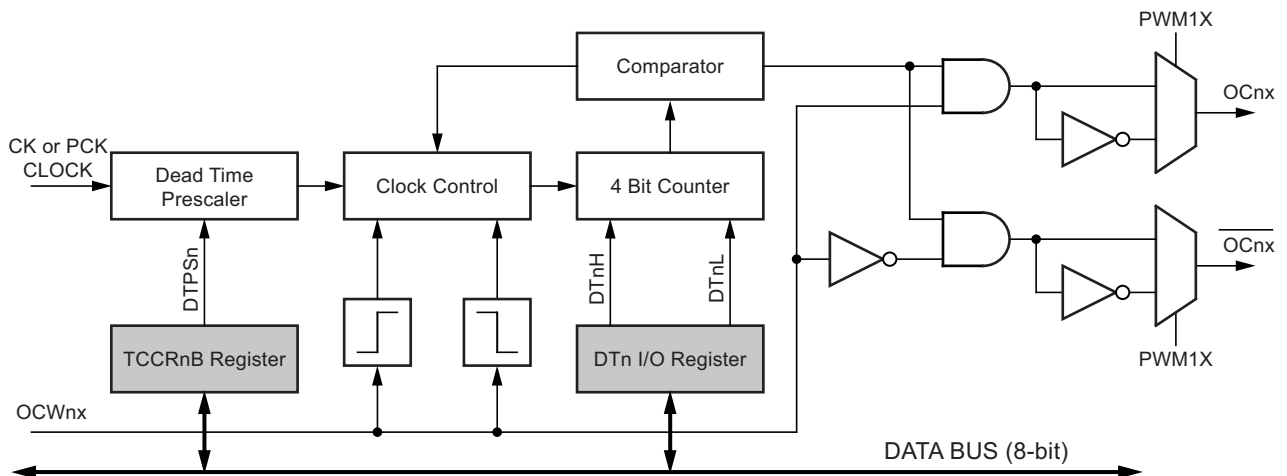 PWM1X
Comparator
OCnx
CK or PCK
CLOCK
Dead Time
Prescaler
Clock Control
4 Bit Counter
OCnx
DTPSn
DTnH
DTnL
TCCRnB Register
DTn I/O Register
PWM1X
OCWnx
DATA BUS (8-bit)